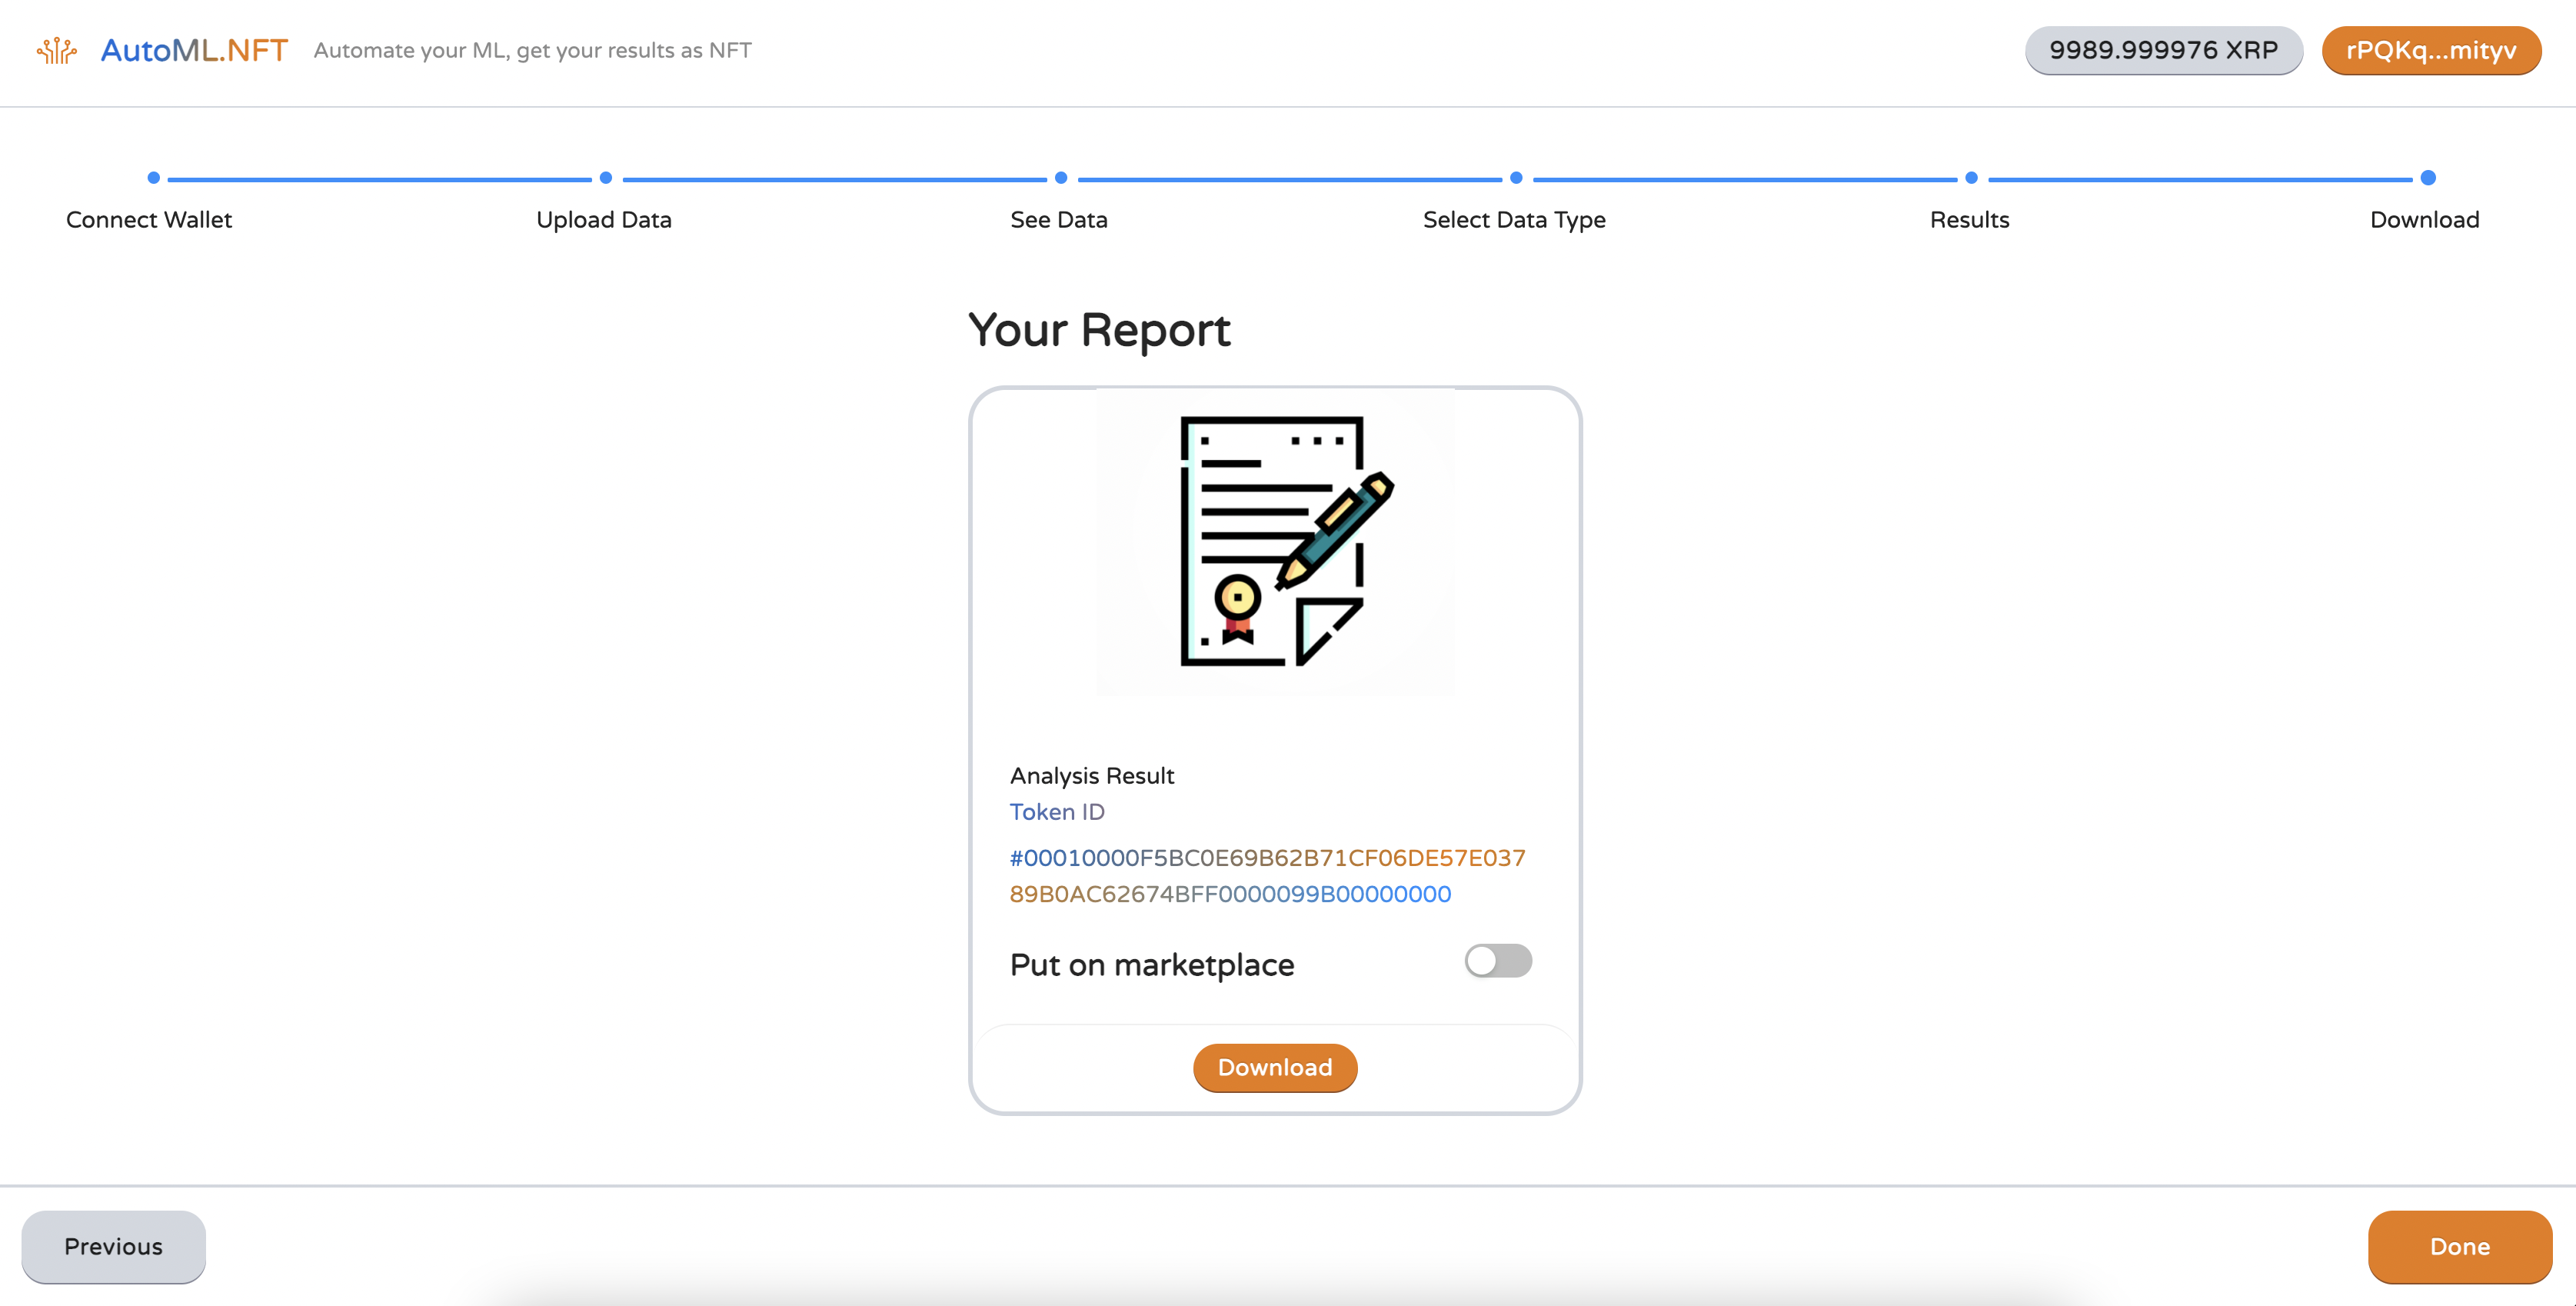 AutoML.NFT Automate your ML, get your results as NFT 9989.999976 XRP rPQKq...mityv
Connect Wallet Upload Data See Data Select Data Type Results Download
Your Report
Analysis Result
Token ID
#00010000F5BC0E69B62B71CF06DE57E037
89B0AC62674BFF0000099B00000000
Put on marketplace
Download
Previous Done